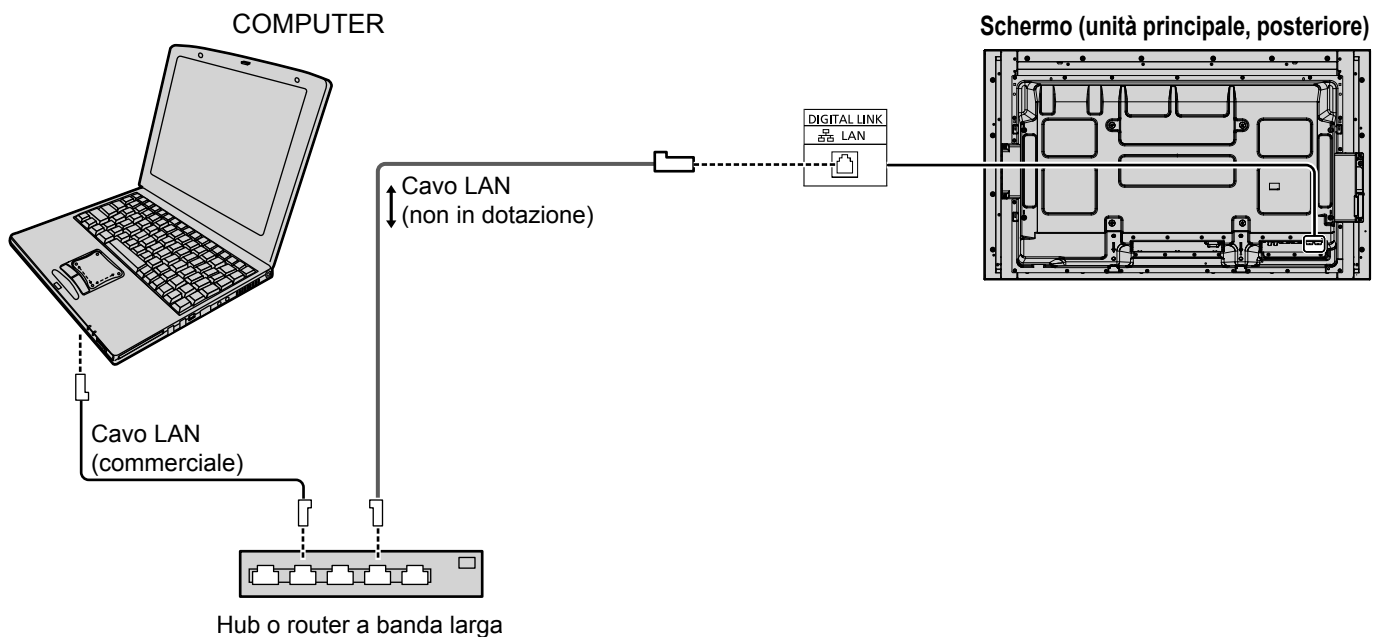 COMPUTER
Schermo (unità principale, posteriore)
DIGITAL LINK
LAN
Cavo LAN
(non in dotazione)
Cavo LAN
(commerciale)
Hub o router a banda larga